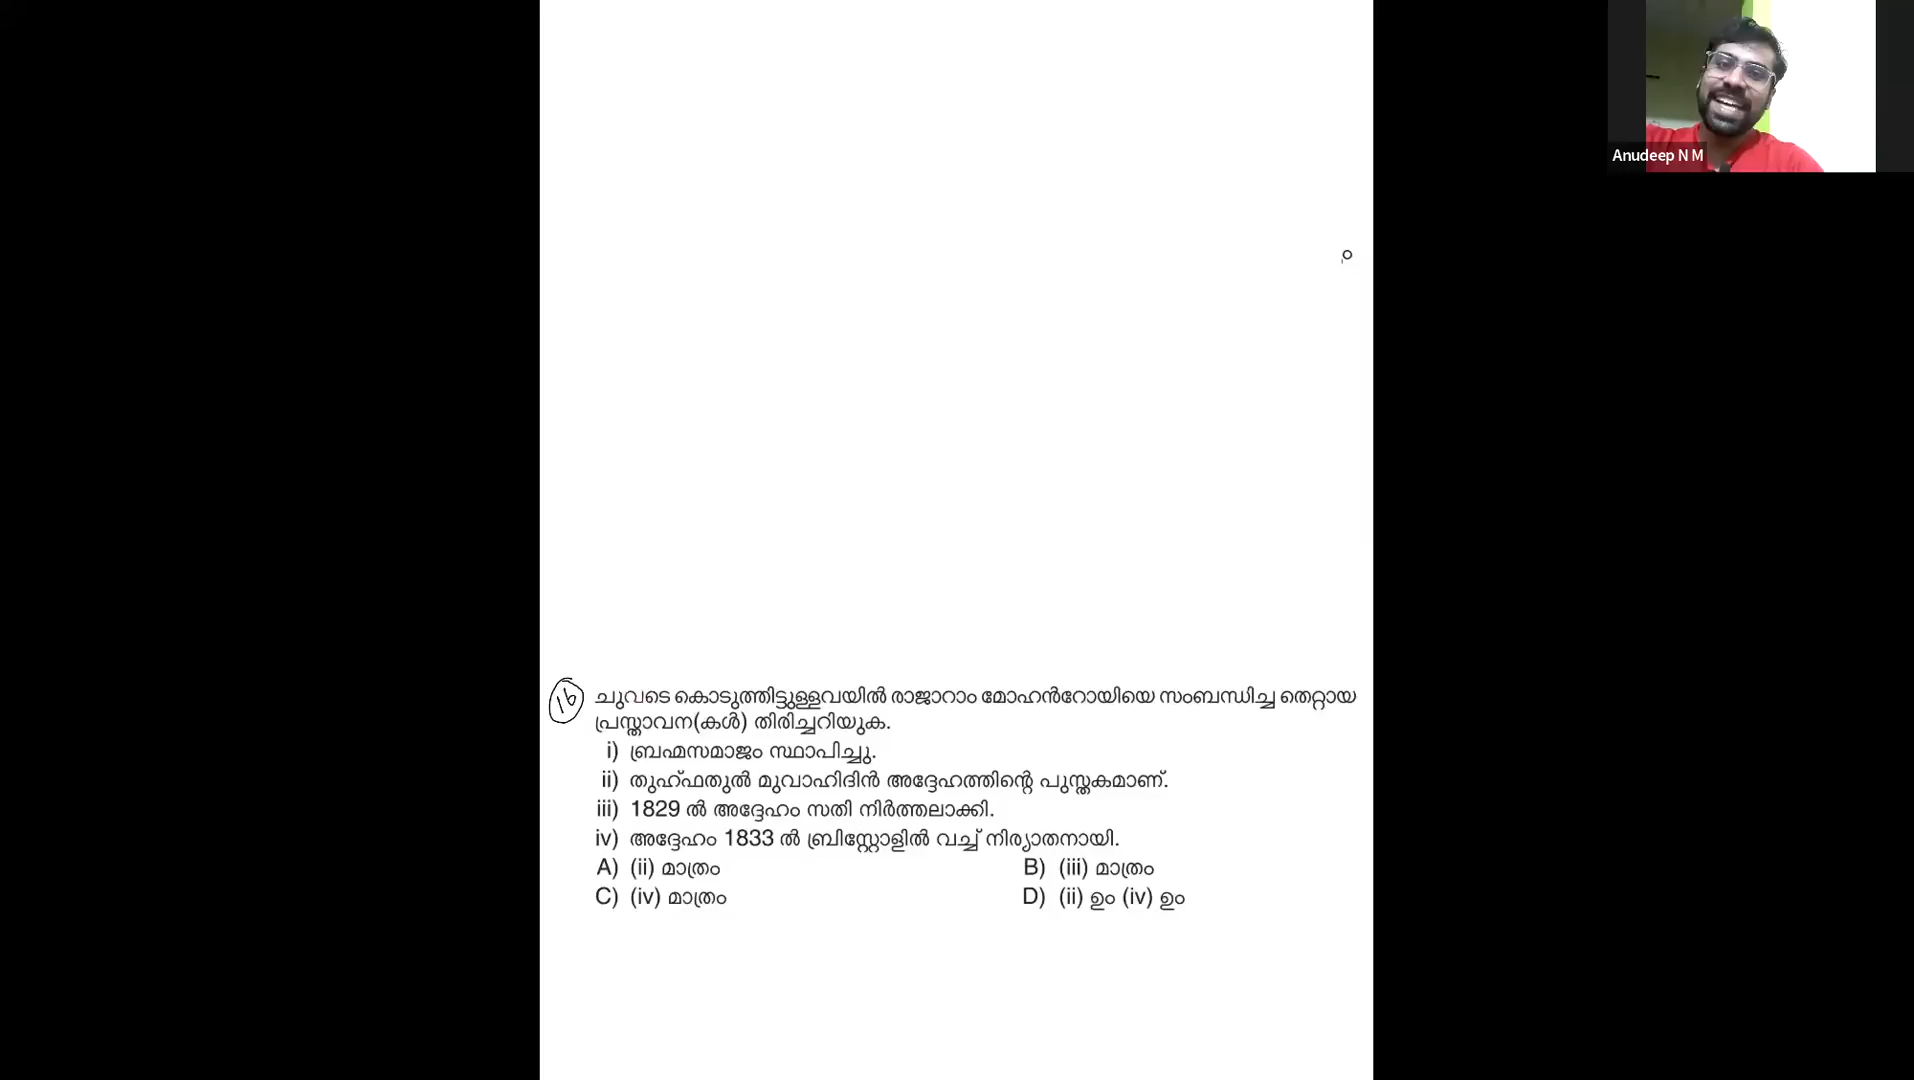 Anudeep N M
16 ചുവടെ കൊടുത്തിട്ടുള്ളവയിൽ രാജാറാം മോഹൻറോയിയെ സംബന്ധിച്ച തെറ്റായ
പ്രസ്താവന(കൾ) തിരിച്ചറിയുക.
i) ബ്രഹ്മസമാജം സ്ഥാപിച്ചു.
ii) തുഹ്ഫതുൽ മുവാഹിദിൻ അദ്ദേഹത്തിന്റെ പുസ്തകമാണ്.
iii) 1829 ൽ അദ്ദേഹം സതി നിർത്തലാക്കി.
iv) അദ്ദേഹം 1833 ൽ ബ്രിസ്റ്റോളിൽ വച്ച് നിര്യാതനായി.
A) (ii) മാത്രം B) (iii) മാത്രം
C) (iv) മാത്രം D) (ii) ഉം (iv) ഉം